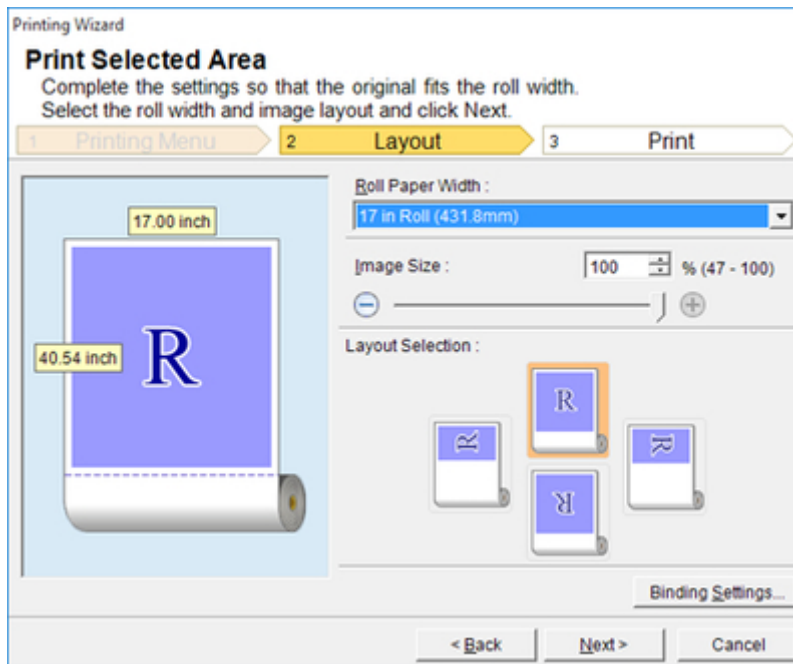 Printing Wizard
Print Selected Area
Complete the settings so that the original fits the roll width.
Select the roll width and image layout and click Next.
1 Printing Menu 2 Layout 3 Print
Roll Paper Width :
17 in Roll (431.8mm)
17.00 inch
Image Size : 100 % (47 - 100)
40.54 inch
R
Layout Selection :
R
R
R
R
Binding Settings...
< Back Next > Cancel